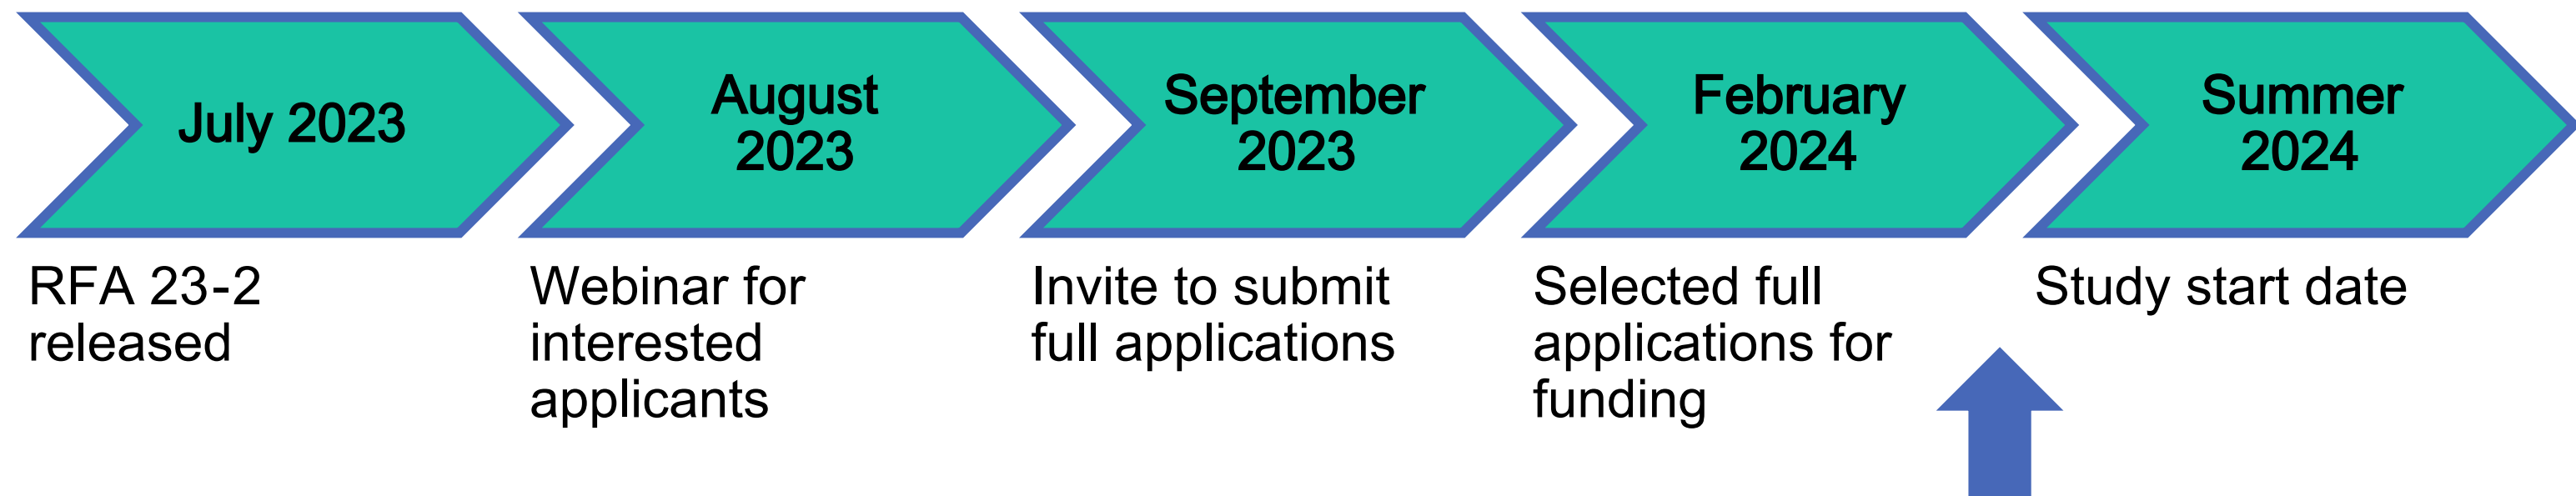 July 2023
August
2023
September
2023
February
2024
Summer
2024
RFA 23-2
released
Webinar for
interested
applicants
Invite to submit
full applications
Selected full
applications for
funding
Study start date